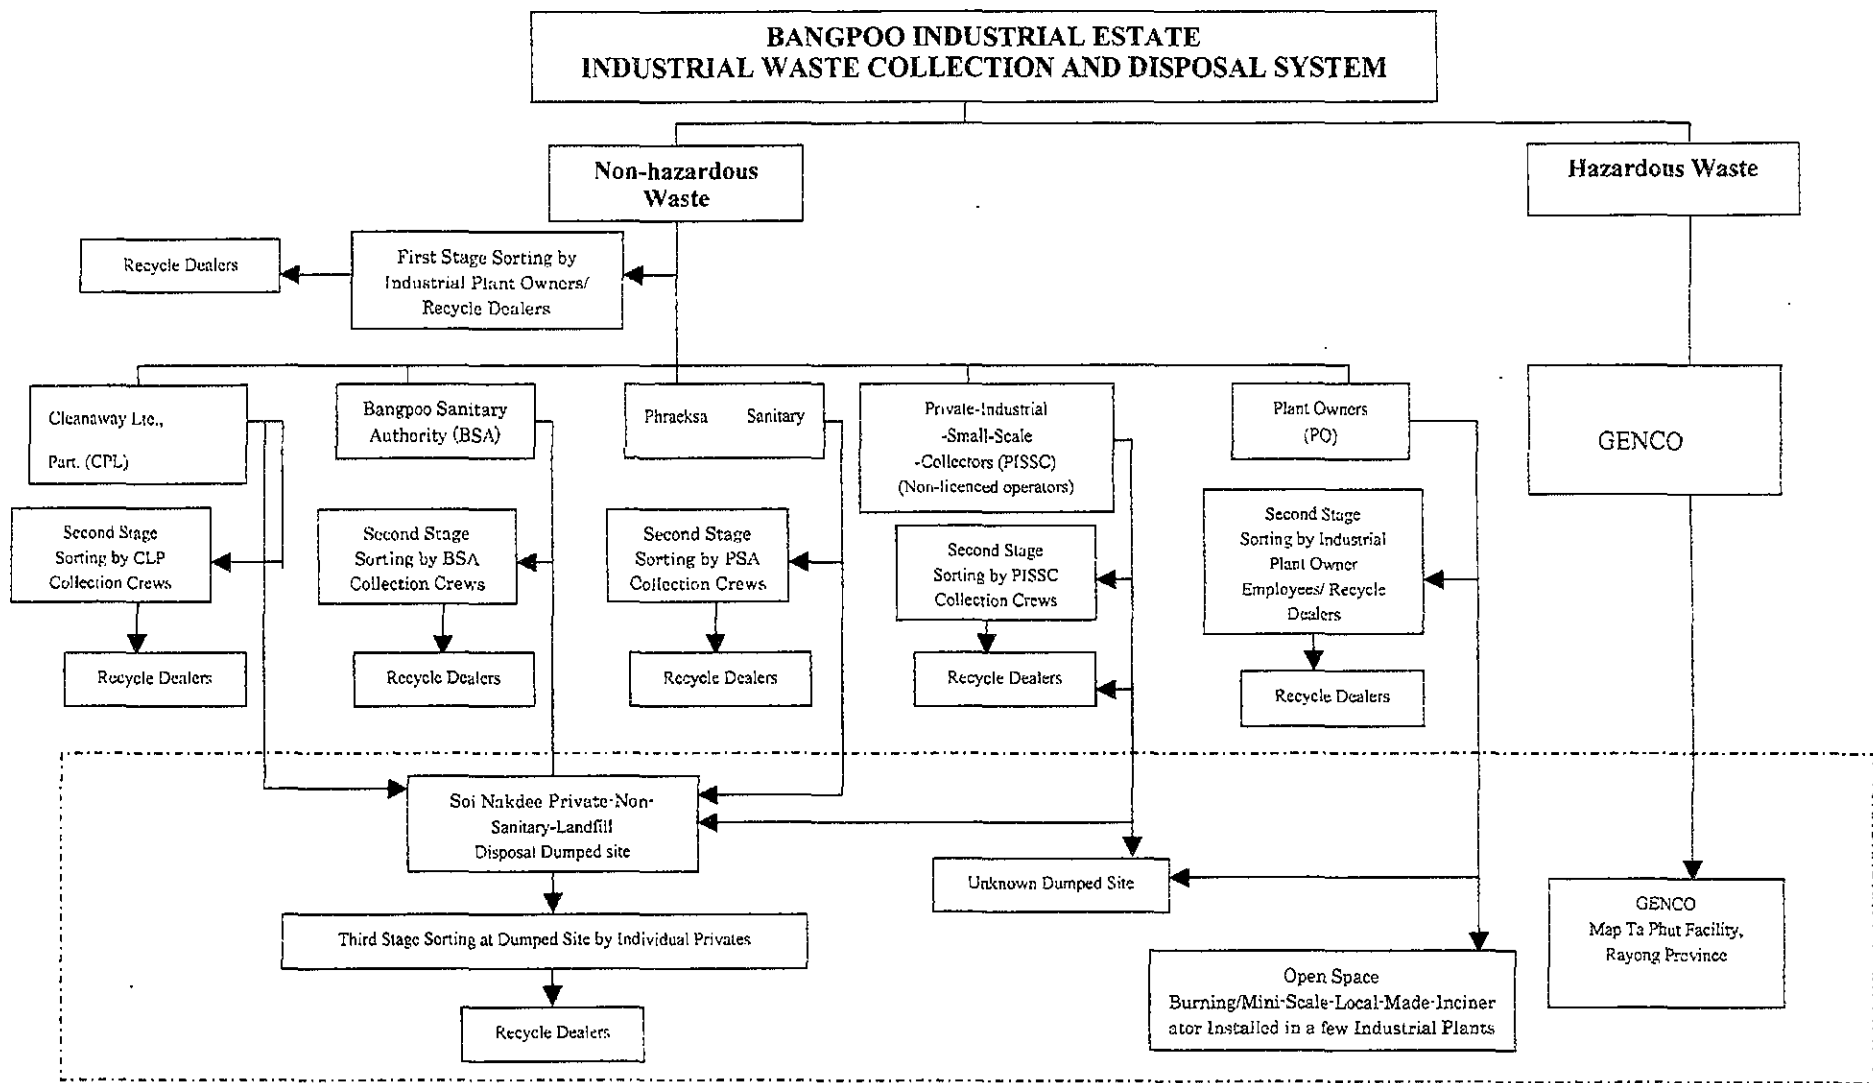 BANGPOO INDUSTRIAL ESTATE
INDUSTRIAL WASTE COLLECTION AND DISPOSAL SYSTEM
Non-hazardous
Waste
Hazardous Waste
Recycle Dealers
First Stage Sorting by
Industrial Plant Owners/
Recycle Dealers
Cleanaway Ltc.,
Part. (CPL)
Bangpoo Sanitary
Authority (BSA)
Phraeksa Sanitary
Private-Industrial
-Small-Scale
-Collectors (PISSC)
(Non-licenced operators)
Plant Owners
(PO)
GENCO
Second Stage
Sorting by CLP
Collection Crews
Second Stage
Sorting by BSA
Collection Crews
Second Stage
Sorting by PSA
Collection Crews
Second Stage
Sorting by PISSC
Collection Crews
Second Stage
Sorting by Industrial
Plant Owner
Employees/ Recycle
Dealers
Recycle Dealers
Recycle Dealers
Recycle Dealers
Recycle Dealers
Recycle Dealers
Soi Nakdee Private-Non-
Sanitary-Landfill
Disposal Dumped site
Unknown Dumped Site
GENCO
Map Ta Phut Facility,
Rayong Province
Third Stage Sorting at Dumped Site by Individual Privates
Open Space
Burning/Mini-Scale-Local-Made-Inciner
ator Installed in a few Industrial Plants
Recycle Dealers